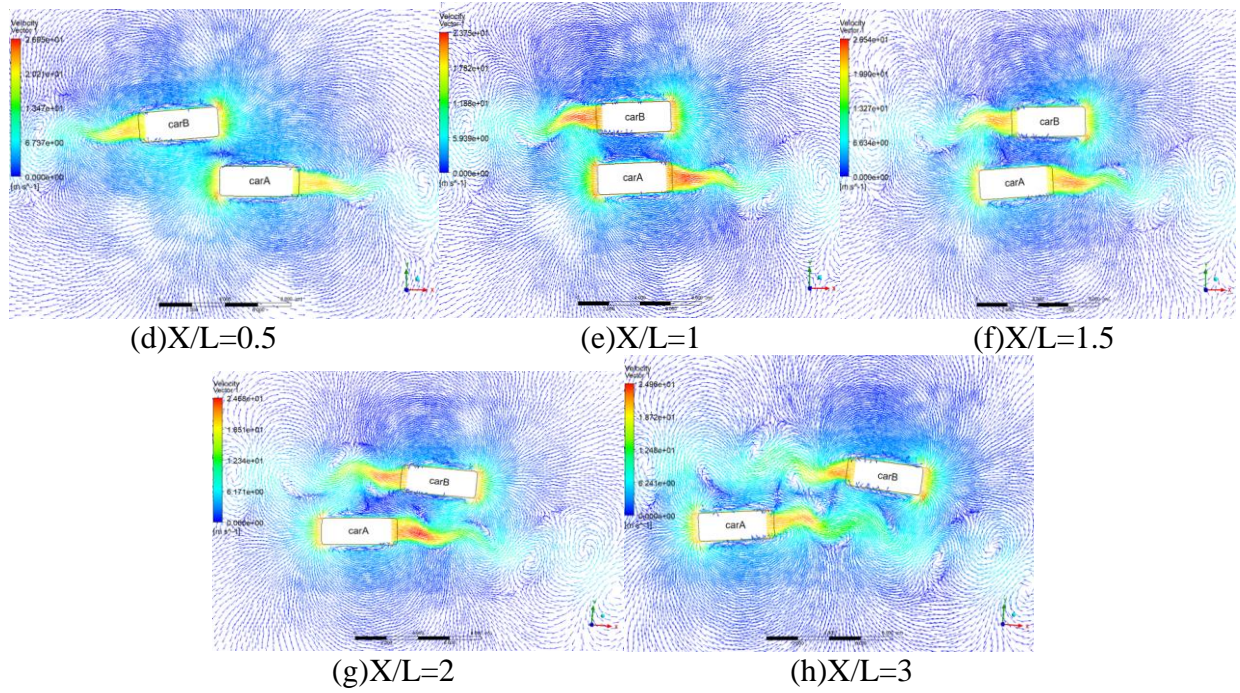 Velocity
Vector 1
2.695e+01
2.021e+01
1.347e+01
6.737e+00
0.000e+00
[m s^-1]
carB
carA
Velocity
Vector 1
2.375e+01
1.782e+01
1.188e+01
5.939e+00
0.000e+00
[m s^-1]
carB
carA
Velocity
Vector 1
2.654e+01
1.990e+01
1.327e+01
6.634e+00
0.000e+00
[m s^-1]
carB
carA
(d)X/L=0.5
(e)X/L=1
(f)X/L=1.5
Velocity
Vector 1
2.468e+01
1.851e+01
1.234e+01
6.171e+00
0.000e+00
[m s^-1]
carB
carA
Velocity
Vector 1
2.496e+01
1.872e+01
1.248e+01
6.241e+00
0.000e+00
[m s^-1]
carB
carA
(g)X/L=2
(h)X/L=3